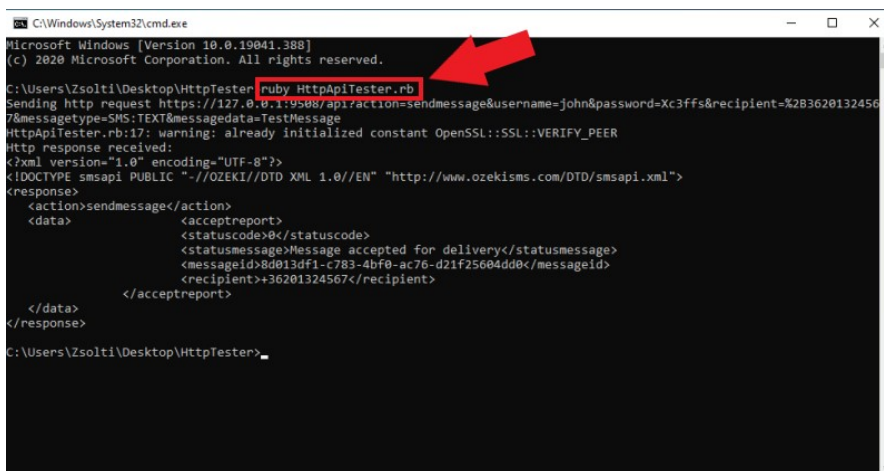 C:\Windows\System32\cmd.exe
Microsoft Windows [Version 10.0.19041.388]
(c) 2020 Microsoft Corporation. All rights reserved.
C:\Users\Zsolti\Desktop\HttpTester>ruby HttpApiTester.rb
Sending http request https://127.0.0.1:9508/api?action=sendmessage&username=john&password=Xc3ffs&recipient=%2B3620132456
7&messagetype=SMS:TEXT&messagedata=TestMessage
HttpApiTester.rb:17: warning: already initialized constant OpenSSL::SSL::VERIFY_PEER
Http response received:
<?xml version="1.0" encoding="UTF-8"?>
<!DOCTYPE smsapi PUBLIC "-//OZEKI//DTD XML 1.0//EN" "http://www.ozekisms.com/DTD/smsapi.xml">
<response>
<action>sendmessage</action>
<data> <acceptreport>
<statuscode>0</statuscode>
<statusmessage>Message accepted for delivery</statusmessage>
<messageid>8d013df1-c783-4bf0-ac76-d21f25604dd0</messageid>
<recipient>+36201324567</recipient>
</acceptreport>
</data>
</response>
C:\Users\Zsolti\Desktop\HttpTester>